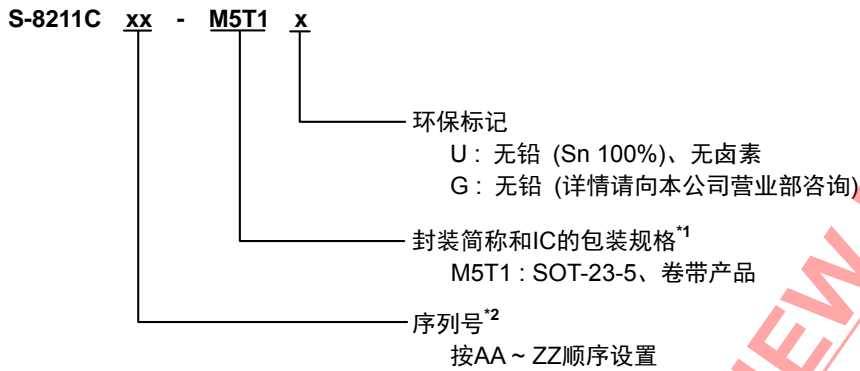 S-8211C xx - M5T1 x
环保标记
U : 无铅 (Sn 100%)、无卤素
G : 无铅 (详情请向本公司营业部咨询)
封装简称和IC的包装规格*1
M5T1 : SOT-23-5、卷带产品
序列号*2
按AA ~ ZZ顺序设置
NEW